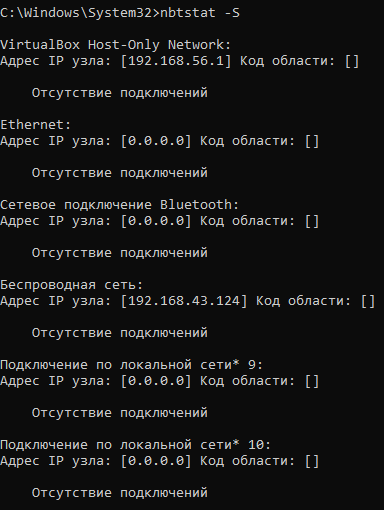 C:\Windows\System32>nbtstat -S
VirtualBox Host-Only Network:
Адрес IP узла: [192.168.56.1] Код области: []
Отсутствие подключений
Ethernet:
Адрес IP узла: [0.0.0.0] Код области: []
Отсутствие подключений
Сетевое подключение Bluetooth:
Адрес IP узла: [0.0.0.0] Код области: []
Отсутствие подключений
Беспроводная сеть:
Адрес IP узла: [192.168.43.124] Код области: []
Отсутствие подключений
Подключение по локальной сети* 9:
Адрес IP узла: [0.0.0.0] Код области: []
Отсутствие подключений
Подключение по локальной сети* 10:
Адрес IP узла: [0.0.0.0] Код области: []
Отсутствие подключений